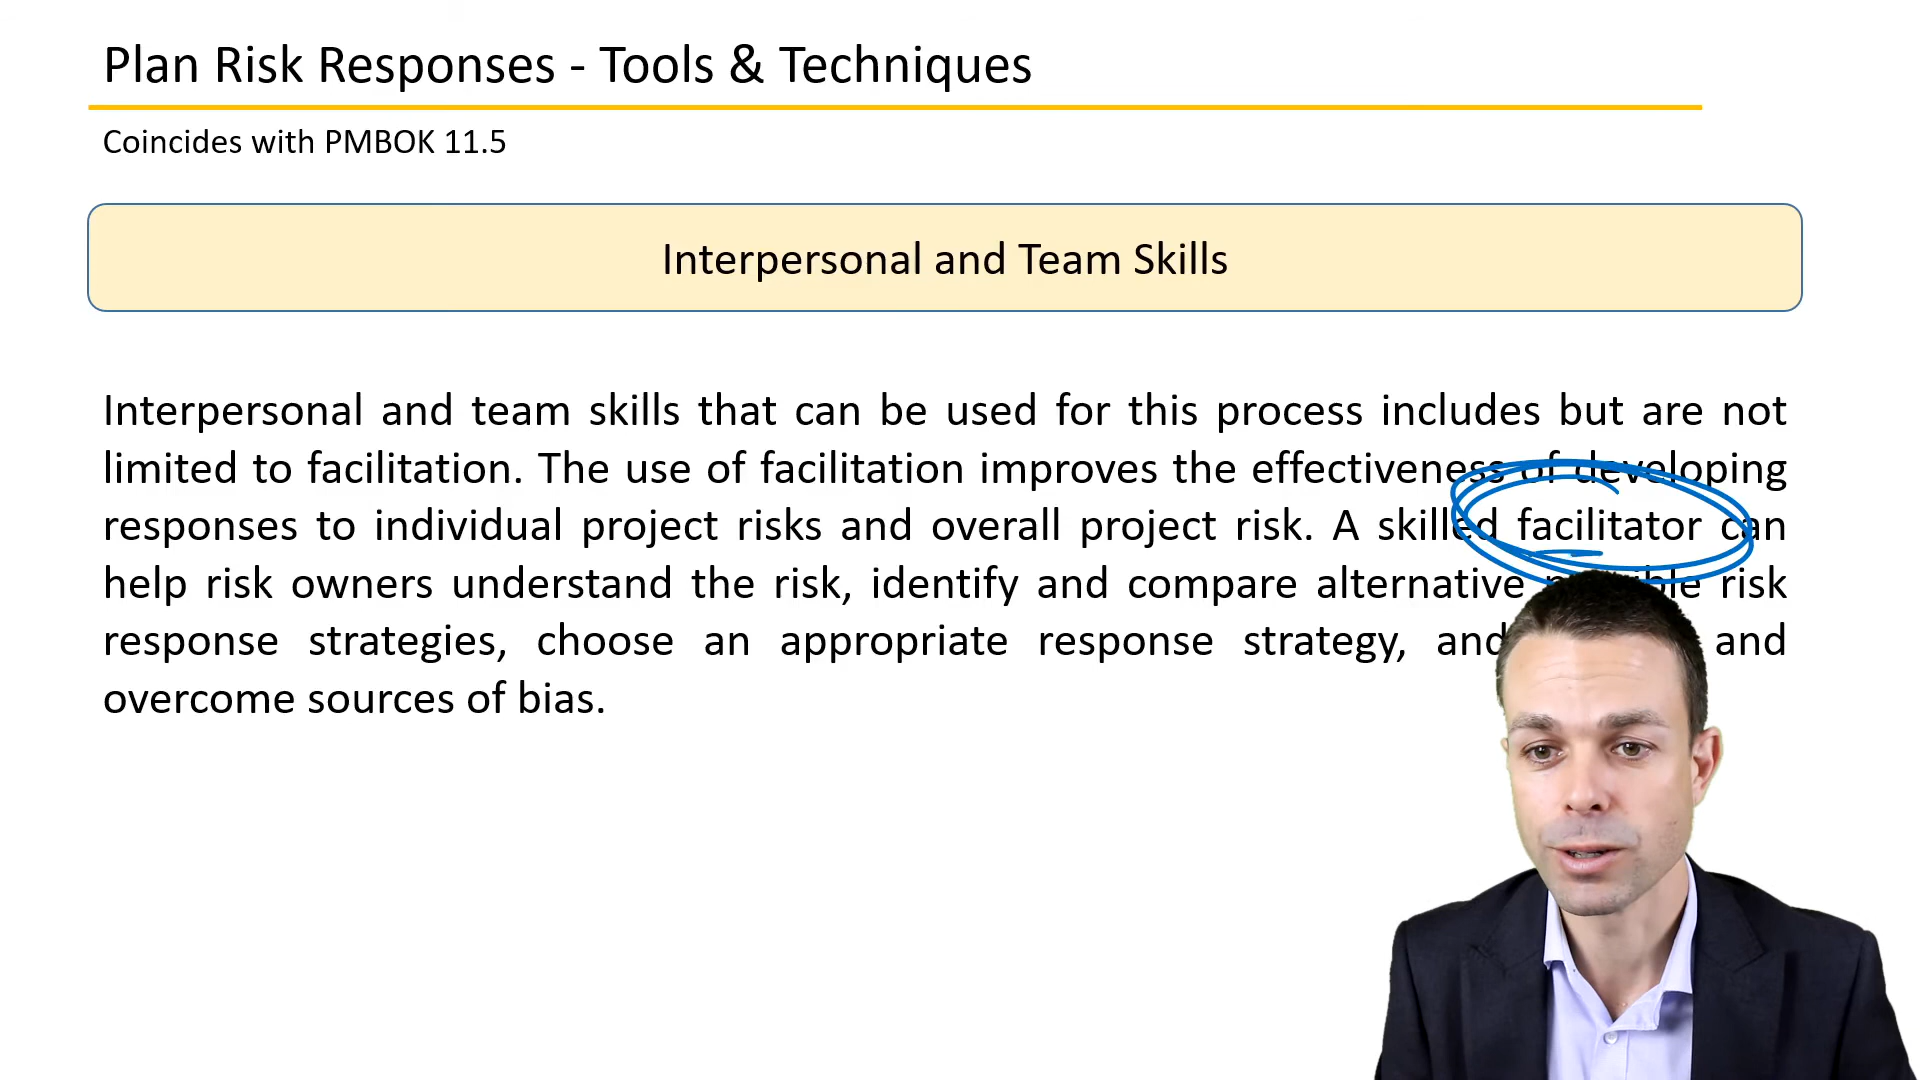 Plan Risk Responses - Tools & Techniques
Coincides with PMBOK 11.5
Interpersonal and Team Skills
Interpersonal and team skills that can be used for this process includes but are not
limited to facilitation. The use of facilitation improves the effectiveness of developing
responses to individual project risks and overall project risk. A skilled facilitator can
help risk owners understand the risk, identify and compare alternative risk
response strategies, choose an appropriate response strategy, and and
overcome sources of bias.